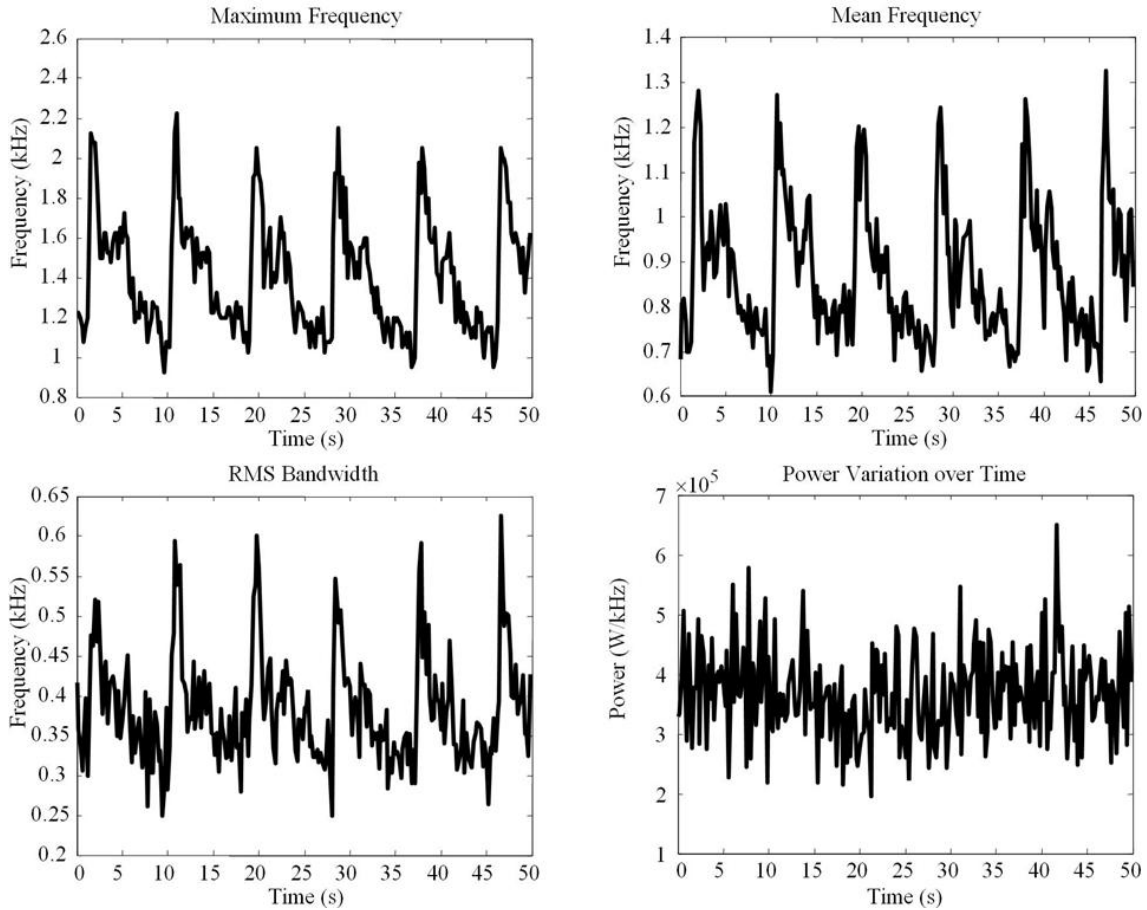 Maximum Frequency
2.6
2.4
2.2
2
1.8
1.6
1.4
1.2
1
0.8
Frequency (kHz)
0 5 10 15 20 25 30 35 40 45 50
Time (s)
Mean Frequency
1.4
1.3
1.2
1.1
1
0.9
0.8
0.7
0.6
Frequency (kHz)
0 5 10 15 20 25 30 35 40 45 50
Time (s)
RMS Bandwidth
0.65
0.6
0.55
0.5
0.45
0.4
0.35
0.3
0.25
0.2
Frequency (kHz)
0 5 10 15 20 25 30 35 40 45 50
Time (s)
Power Variation over Time
×10⁵
7
6
5
4
3
2
1
Power (W/kHz)
0 5 10 15 20 25 30 35 40 45 50
Time (s)